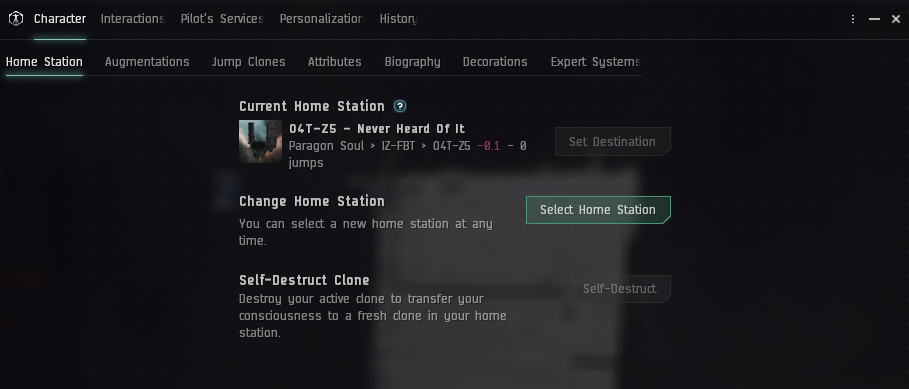 Character Interactions Pilot's Services Personalization History
Home Station Augmentations Jump Clones Attributes Biography Decorations Expert Systems
Current Home Station ?
O4T-Z5 - Never Heard Of It
Paragon Soul > IZ-FBT > O4T-Z5 -0.1 - 0
jumps
Set Destination
Change Home Station
Select Home Station
You can select a new home station at any
time.
Self-Destruct Clone
Self-Destruct
Destroy your active clone to transfer your
consciousness to a fresh clone in your home
station.